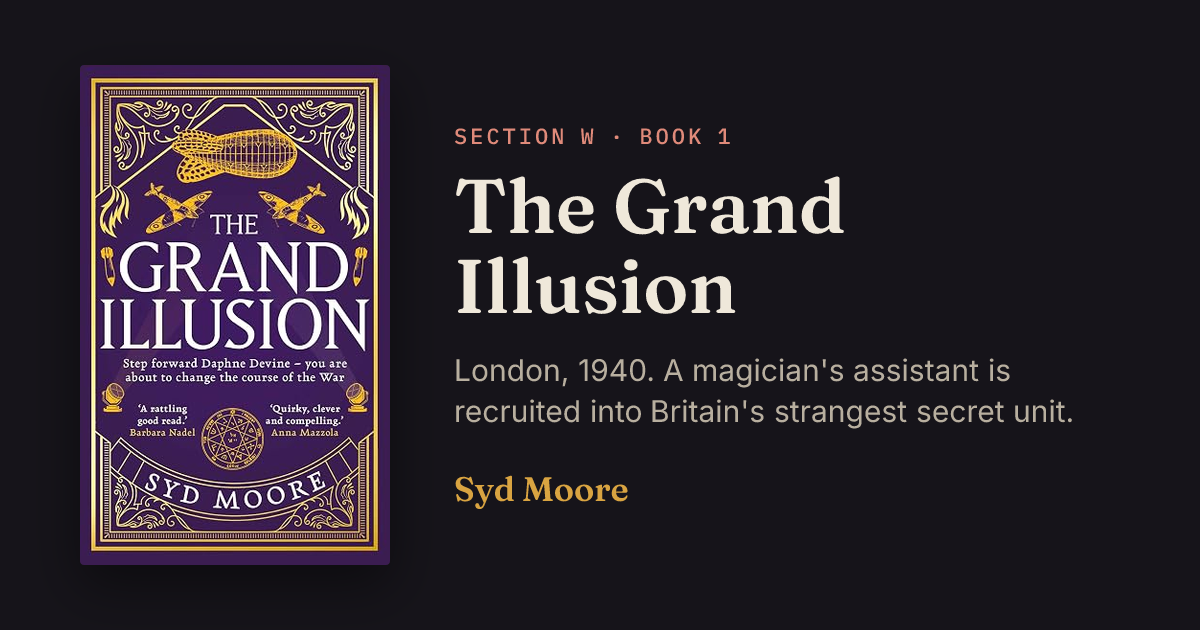 THE
GRAND
ILLUSION
Step forward Daphne Devine – you are
about to change the course of the War
‘A rattling
good read.’
Barbara Nadel
‘Quirky, clever
and compelling.’
Anna Mazzola
SYD MOORE
SECTION W · BOOK 1
The Grand
Illusion
London, 1940. A magician's assistant is
recruited into Britain's strangest secret unit.
Syd Moore